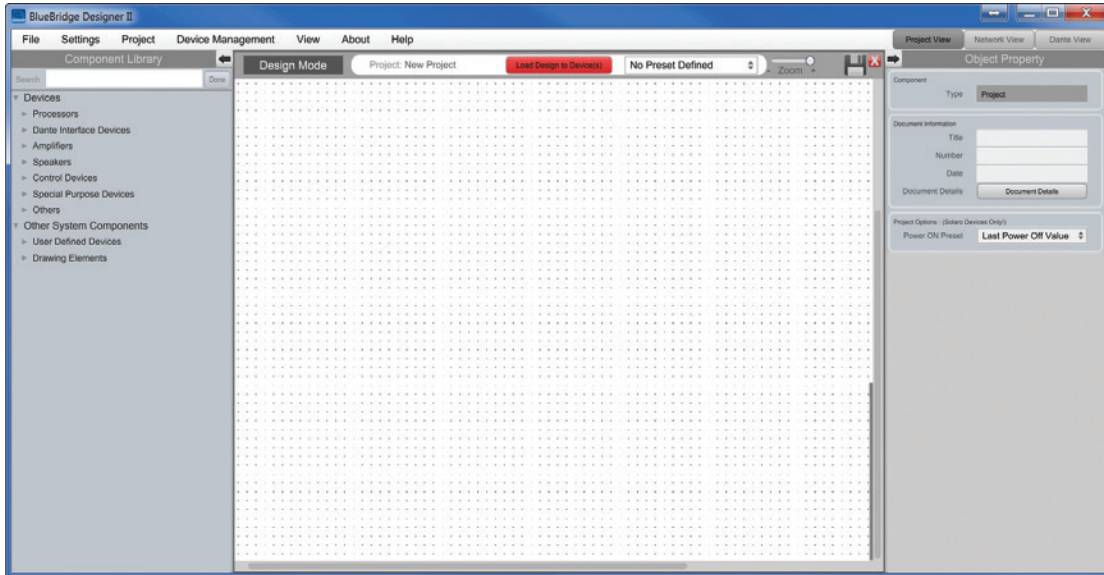 BlueBridge Designer II
File Settings Project Device Management View About Help
Project View Network View Dante View
Component Library
Design Mode
Project: New Project
Load Design to Device(s)
No Preset Defined
- Zoom +
X
Object Property
Search
Done
Devices
Processors
Dante Interface Devices
Amplifiers
Speakers
Control Devices
Special Purpose Devices
Others
Other System Components
User Defined Devices
Drawing Elements
Component
Type Project
Document Information
Title
Number
Date
Document Details Document Details
Project Options : (Solaro Devices Only!)
Power ON Preset Last Power Off Value